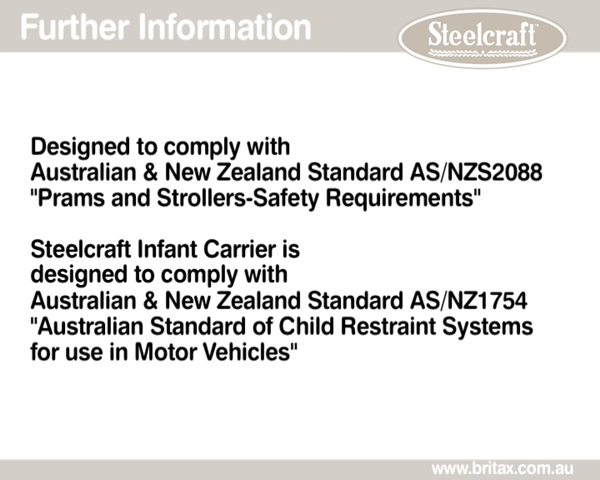 Further Information
Steelcraft™
Designed to comply with
Australian & New Zealand Standard AS/NZS2088
"Prams and Strollers-Safety Requirements"
Steelcraft Infant Carrier is
designed to comply with
Australian & New Zealand Standard AS/NZ1754
"Australian Standard of Child Restraint Systems
for use in Motor Vehicles"
www.britax.com.au